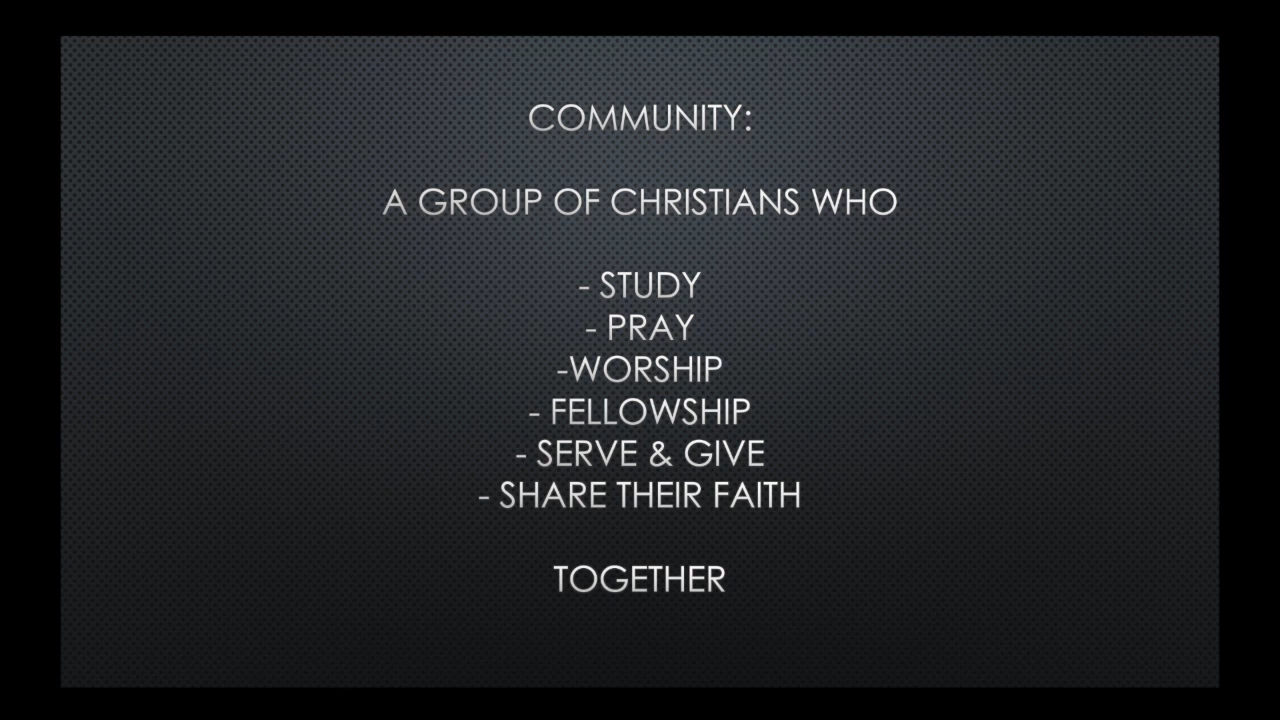 COMMUNITY:
A GROUP OF CHRISTIANS WHO
- STUDY
- PRAY
-WORSHIP
- FELLOWSHIP
- SERVE & GIVE
- SHARE THEIR FAITH
TOGETHER